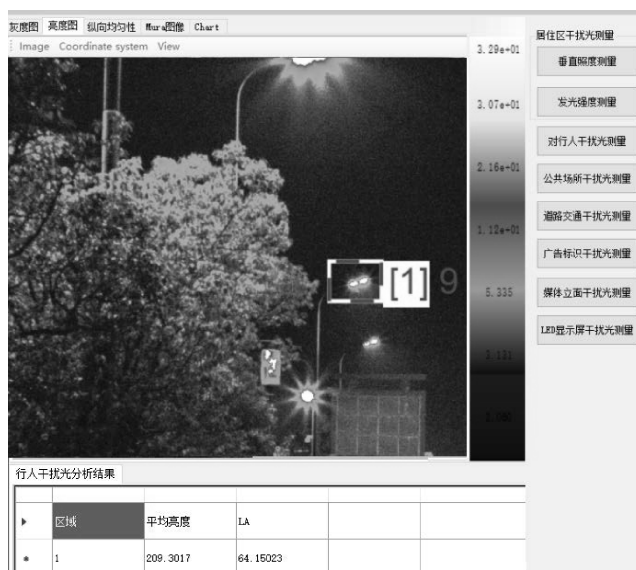 灰度图 亮度图 纵向均匀性 Mura图像 Chart
Image Coordinate system View
3.29e+01
3.07e+01
2.16e+01
1.12e+01
5.335
[1] 9
居住区干扰光测量
垂直照度测量
发光强度测量
对行人干扰光测量
公共场所干扰光测量
道路交通干扰光测量
广告标识干扰光测量
媒体立面干扰光测量
LED显示屏干扰光测量
行人干扰光分析结果
区域 平均亮度 LA
1 209.3017 64.15023